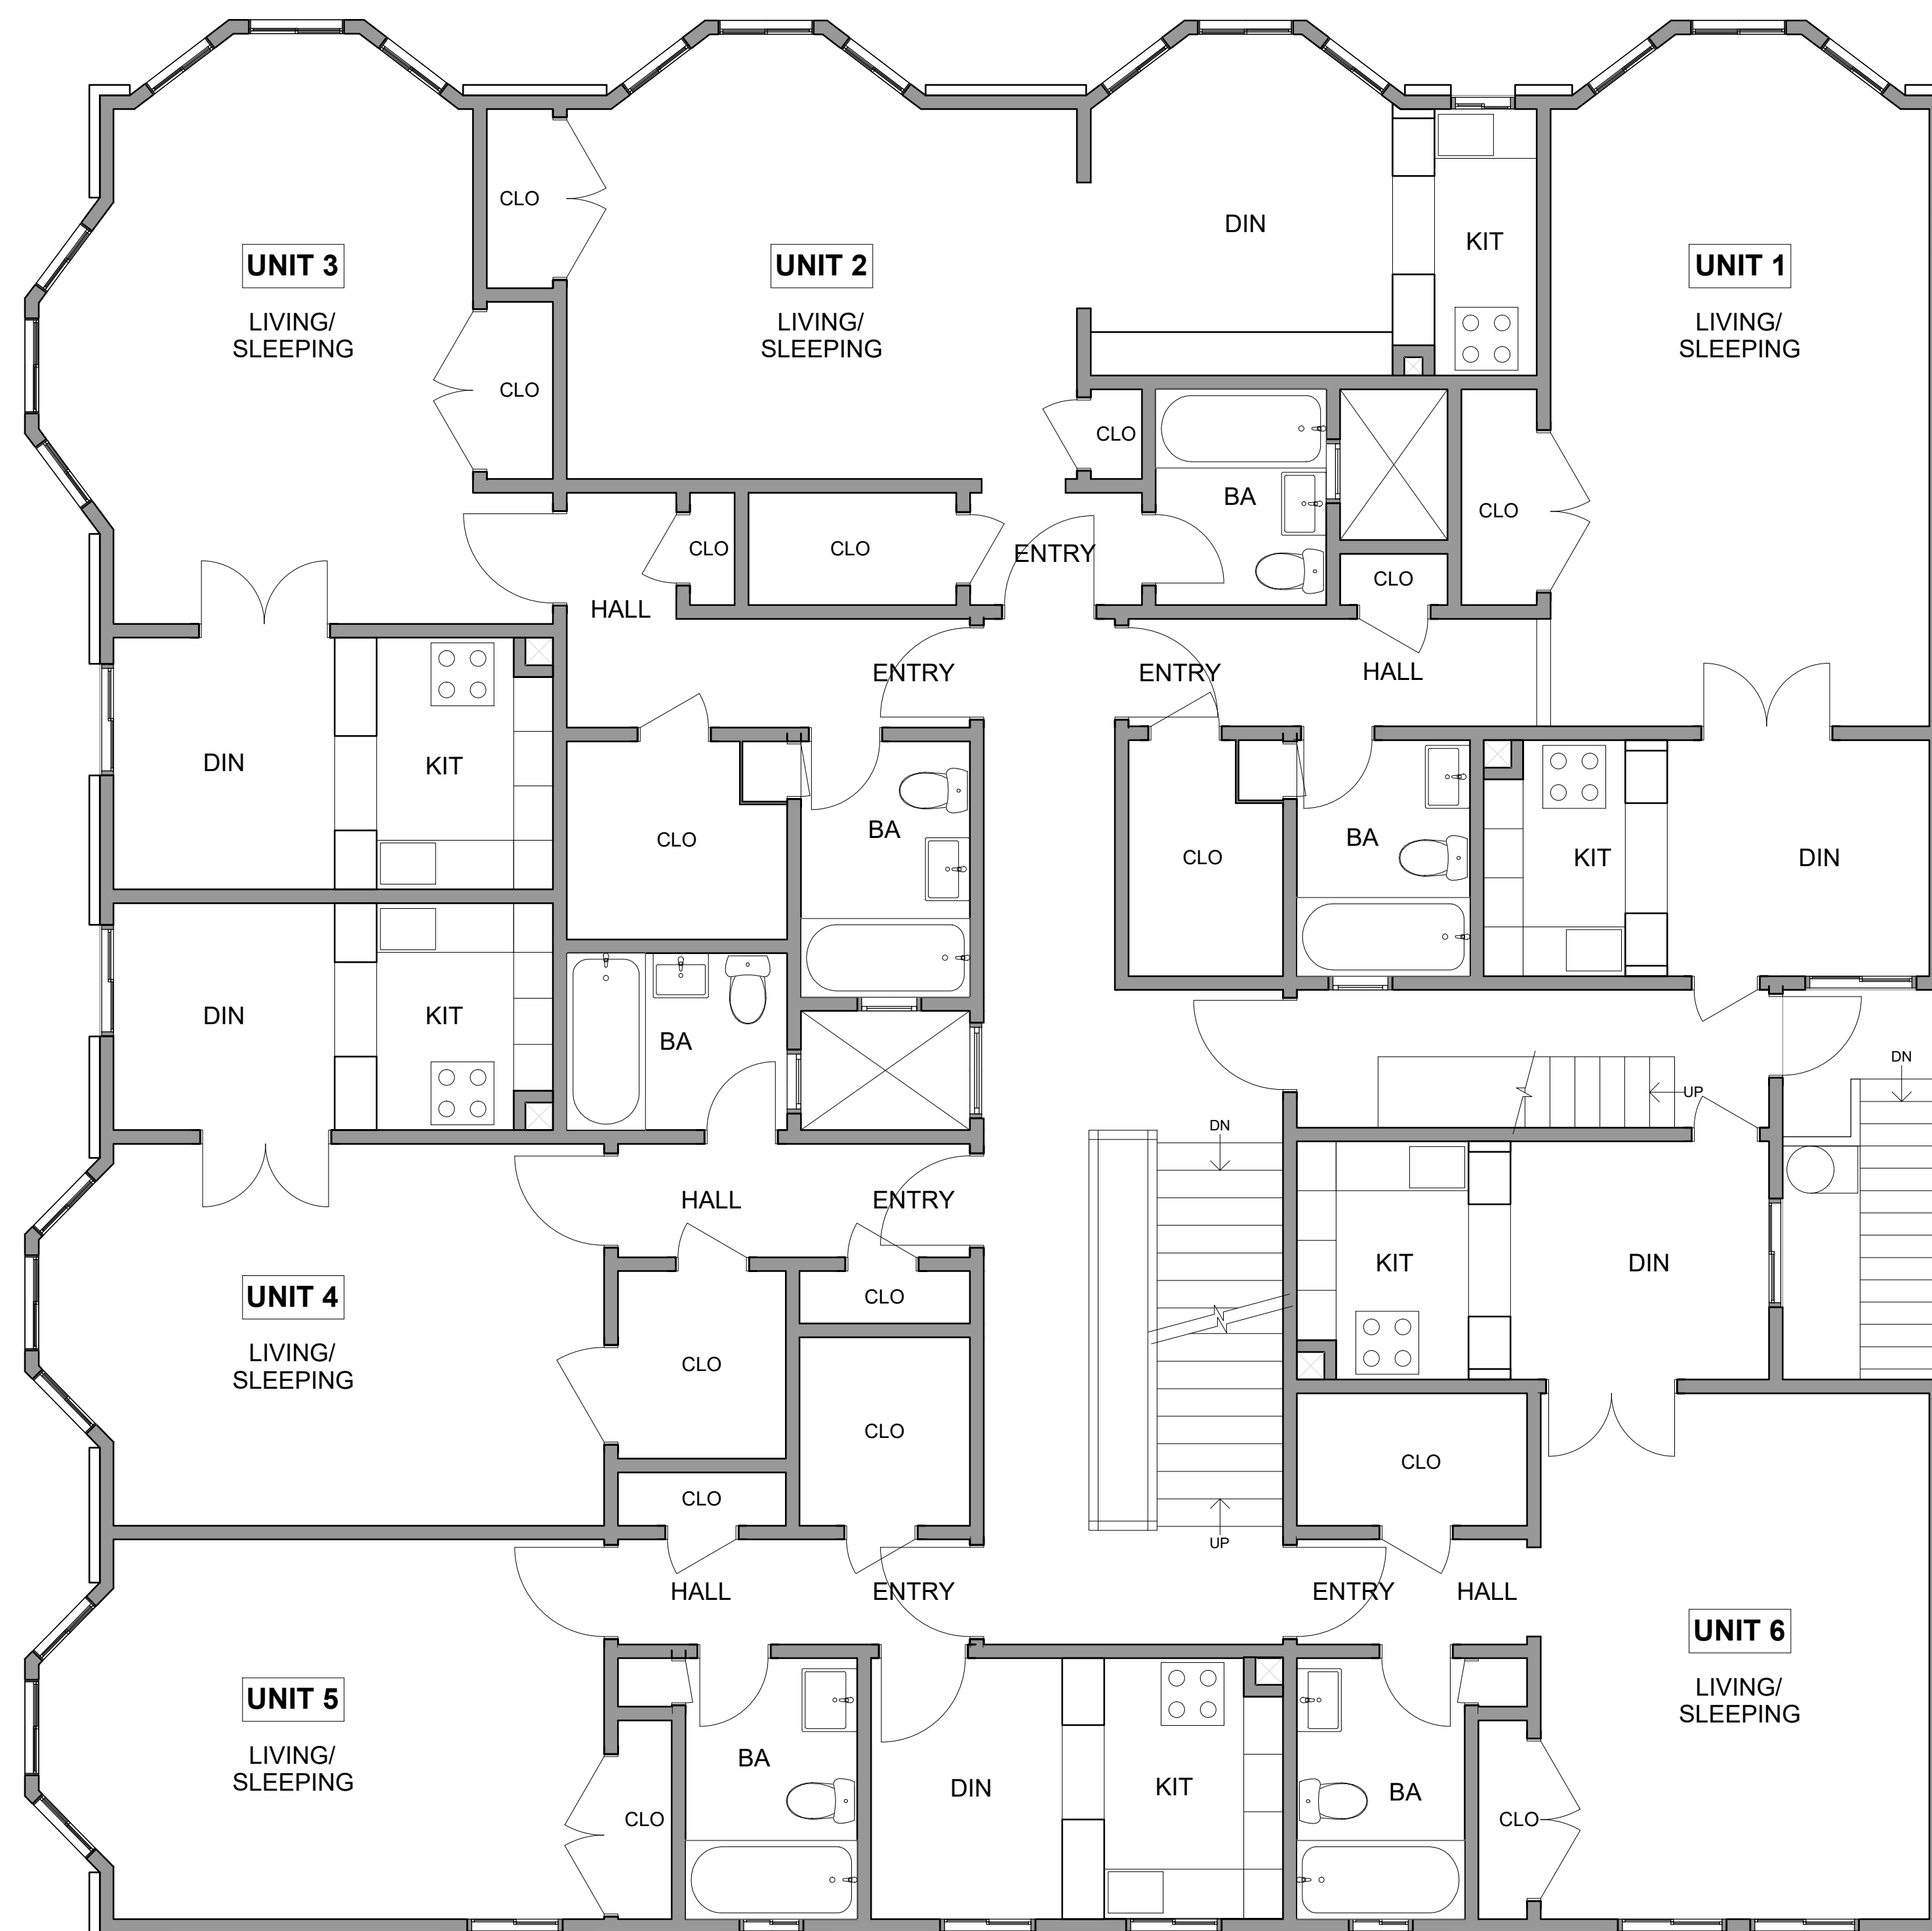 CLO
DIN
KIT
UNIT 3
UNIT 2
UNIT 1
LIVING/
SLEEPING
LIVING/
SLEEPING
LIVING/
SLEEPING
CLO
CLO
BA
CLO
CLO
CLO
ENTRY
CLO
HALL
ENTRY
ENTRY
HALL
DIN
KIT
CLO
BA
CLO
BA
KIT
DIN
DIN
KIT
BA
DN
UP
DN
HALL
ENTRY
KIT
DIN
UNIT 4
CLO
LIVING/
SLEEPING
CLO
CLO
CLO
CLO
UP
HALL
ENTRY
ENTRY
HALL
UNIT 6
LIVING/
SLEEPING
UNIT 5
LIVING/
SLEEPING
BA
DIN
KIT
BA
CLO
CLO